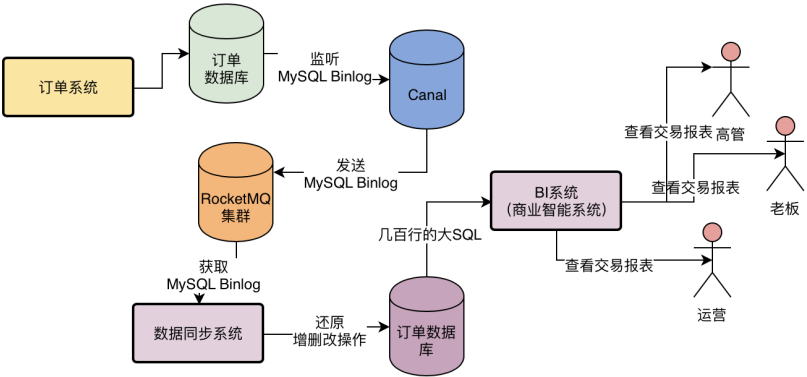 订单系统
订单
数据库
监听
MySQL Binlog
Canal
发送
MySQL Binlog
RocketMQ
集群
获取
MySQL Binlog
数据同步系统
还原
增删改操作
订单数据
库
几百行的大SQL
BI系统
(商业智能系统)
查看交易报表
高管
查看交易报表
老板
查看交易报表
运营